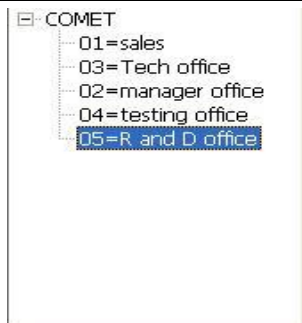 COMET
01=sales
03=Tech office
02=manager office
04=testing office
05=R and D office